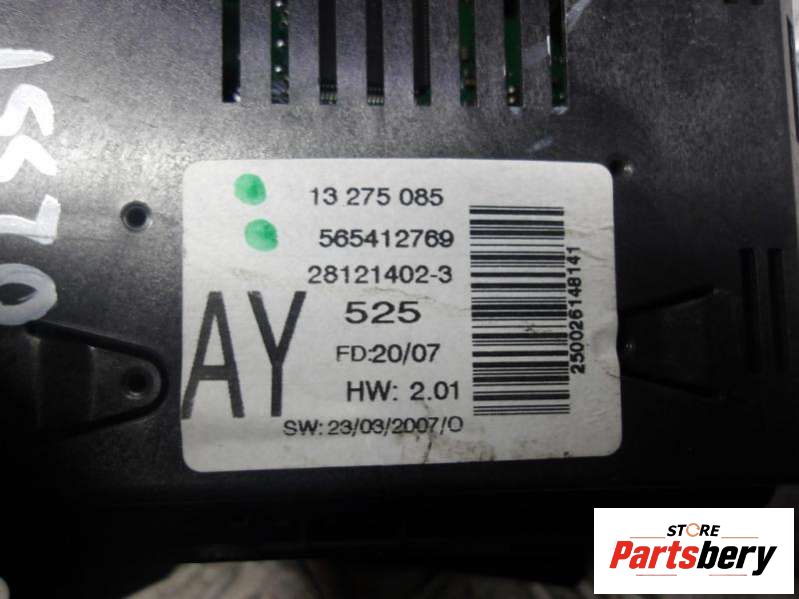 13 275 085
565412769
28121402-3
AY
525
FD:20/07
HW: 2.01
SW: 23/03/2007/0
250026148141
STORE
Partsbery